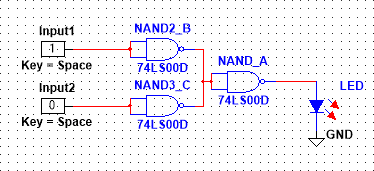 Input1
1
Key = Space
NAND2_B
74LS00D
Input2
0
Key = Space
NAND3_C
74LS00D
NAND_A
74LS00D
LED
GND